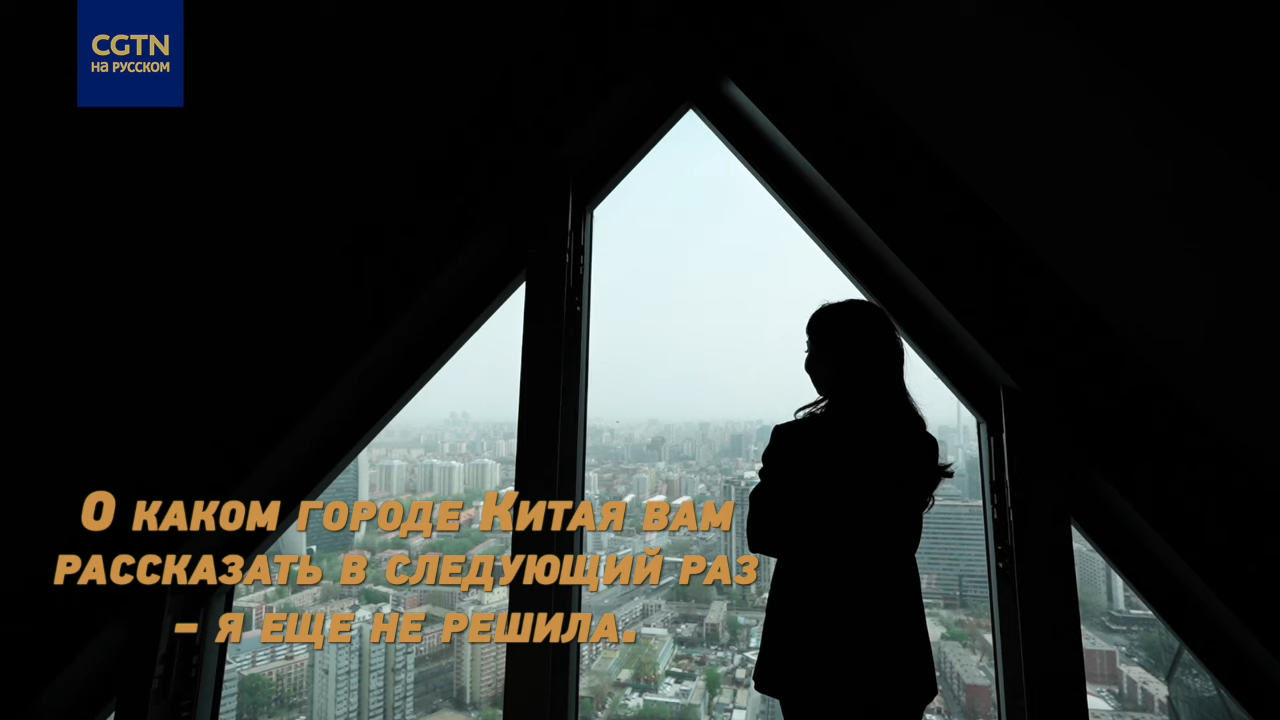 CGTN
на русском
О каком городе Китая вам
рассказать в следующий раз
– я еще не решила.